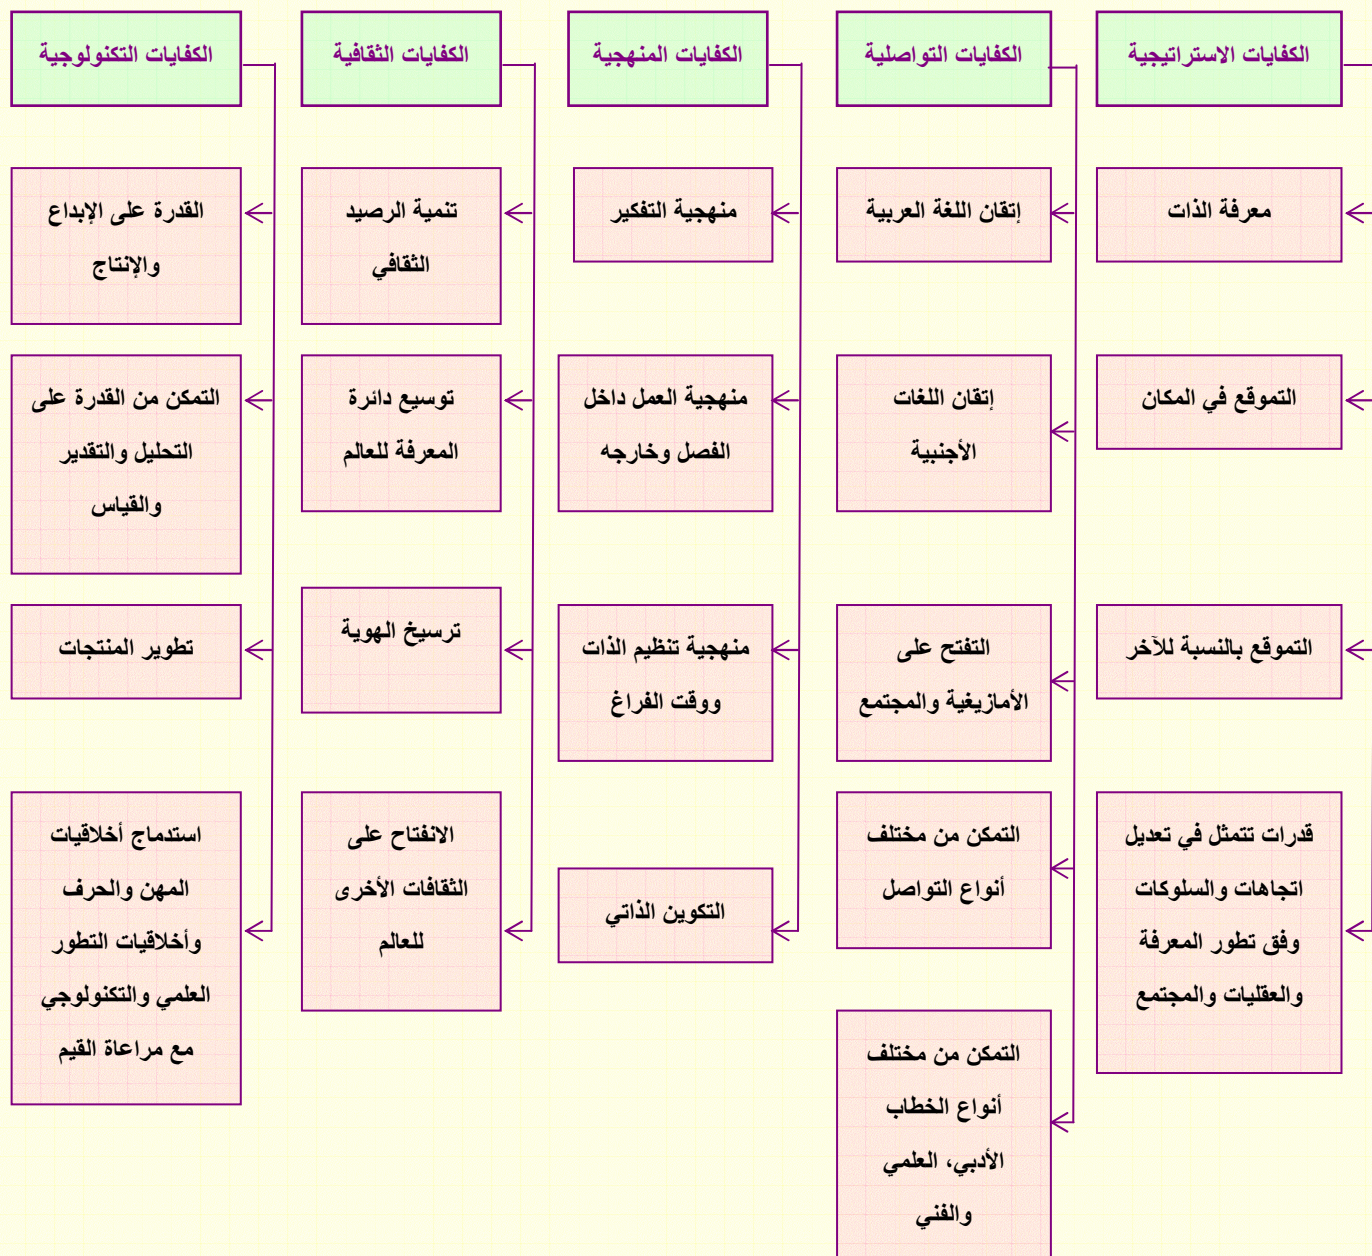 الكفايات الاستراتيجية
معرفة الذات
التموقع في المكان
التموقع بالنسبة للآخر
قدرات تتمثل في تعديل
اتجاهات والسلوكات
وفق تطور المعرفة
والعقليات والمجتمع
الكفايات التواصلية
إتقان اللغة العربية
إتقان اللغات
الأجنبية
التفتح على
الأمازيغية والمجتمع
التمكن من مختلف
أنواع التواصل
التمكن من مختلف
أنواع الخطاب
الأدبي، العلمي
والفني
الكفايات المنهجية
منهجية التفكير
منهجية العمل داخل
الفصل وخارجه
منهجية تنظيم الذات
ووقت الفراغ
التكوين الذاتي
الكفايات الثقافية
تنمية الرصيد
الثقافي
توسيع دائرة
المعرفة للعالم
ترسيخ الهوية
الانفتاح على
الثقافات الأخرى
للعالم
الكفايات التكنولوجية
القدرة على الإبداع
والإنتاج
التمكن من القدرة على
التحليل والتقدير
والقياس
تطوير المنتجات
استدماج أخلاقيات
المهن والحرف
وأخلاقيات التطور
العلمي والتكنولوجي
مع مراعاة القيم